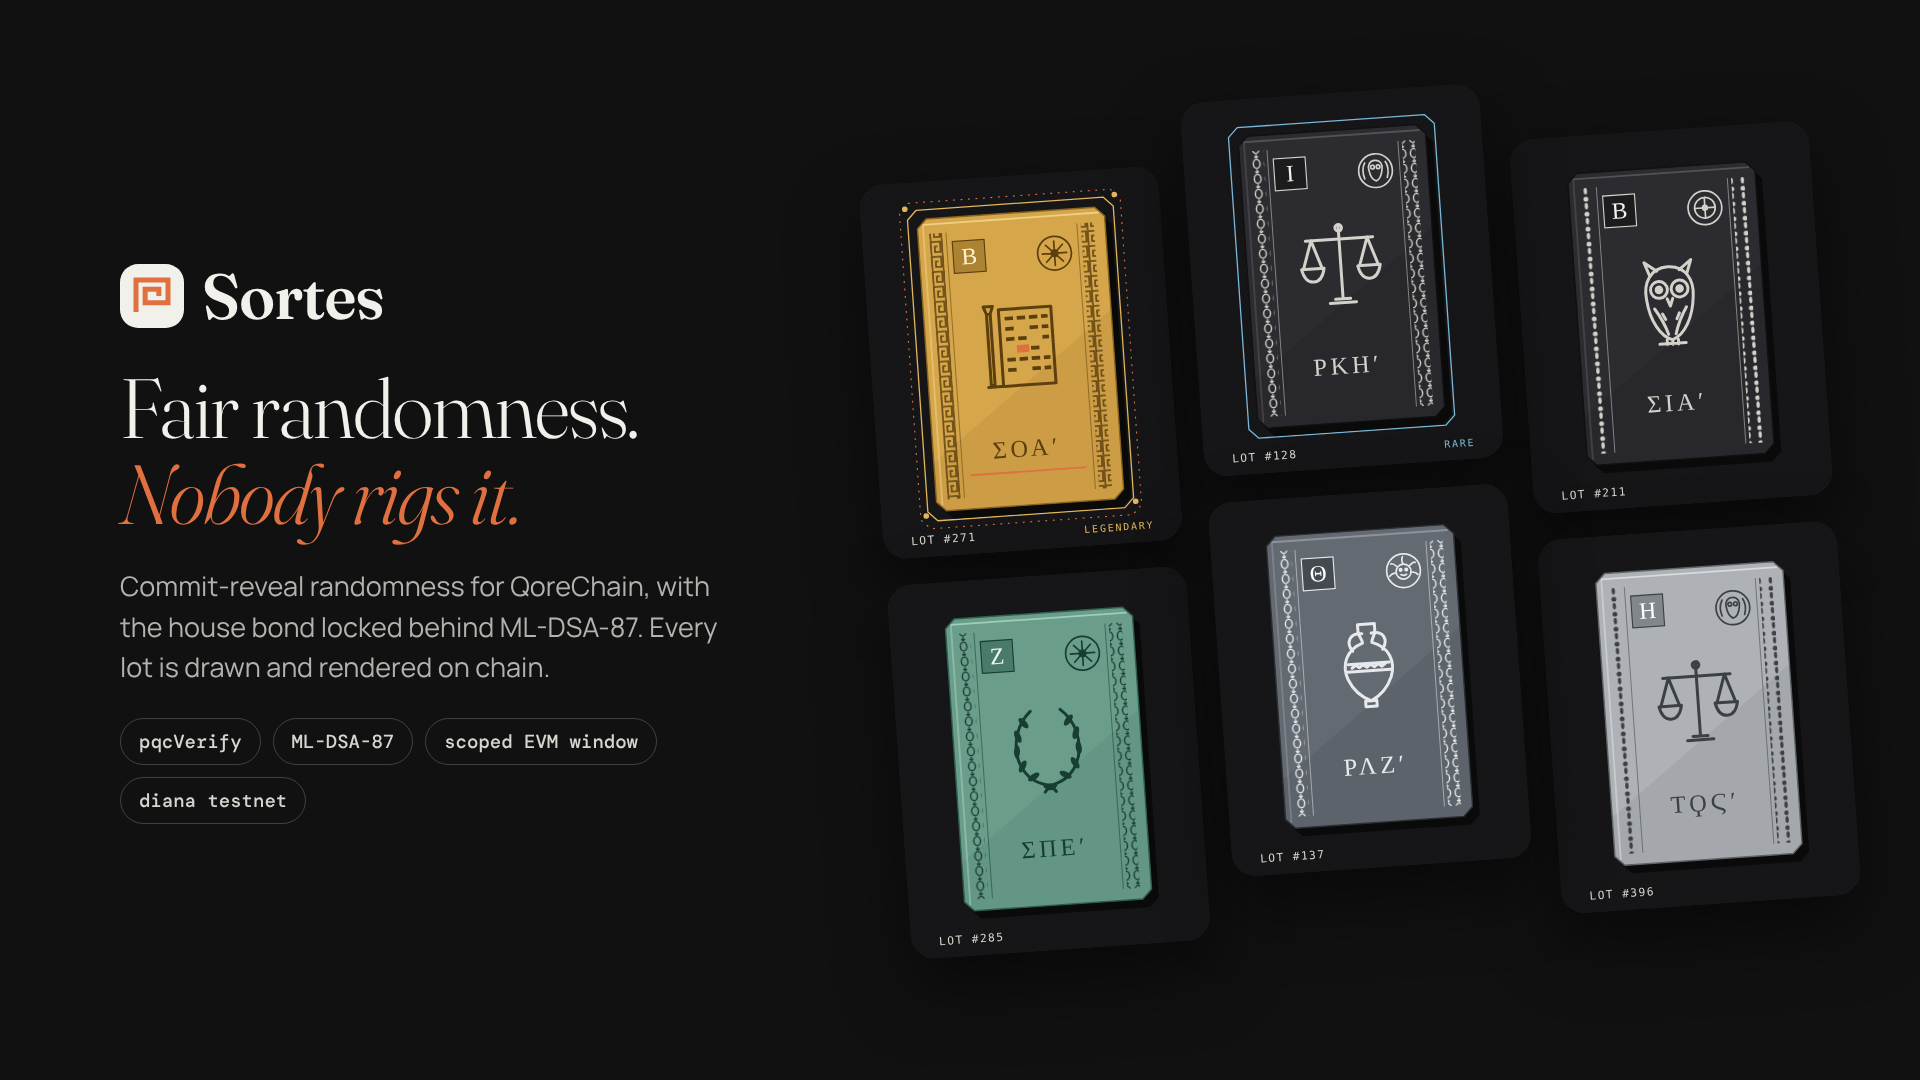 Sortes
Fair randomness.
Nobody rigs it.
Commit-reveal randomness for QoreChain, with
the house bond locked behind ML-DSA-87. Every
lot is drawn and rendered on chain.
pqcVerify
ML-DSA-87
scoped EVM window
diana testnet
Β
ΣΟΑʹ
LOT #271
LEGENDARY
Ι
ΡΚΗʹ
LOT #128
RARE
Β
ΣΙΑʹ
LOT #211
Ζ
ΣΠΕʹ
LOT #285
Θ
ΡΛΖʹ
LOT #137
Η
ΤϘϚʹ
LOT #396